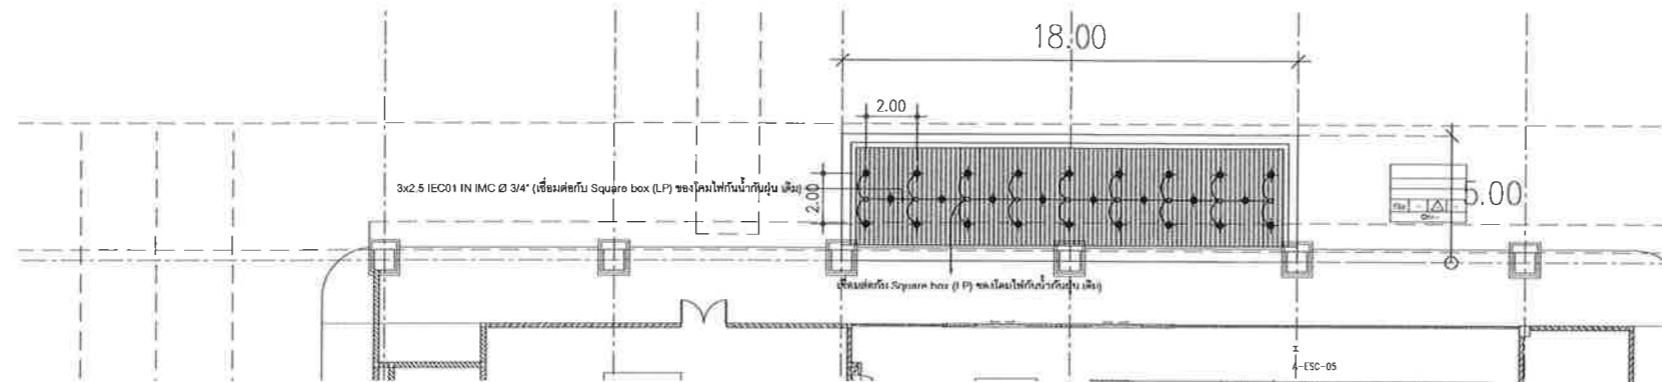 18.00
2.00
3x2.5 IEC01 IN IMC Ø 3/4" (เชื่อมต่อกับ Square box (LP) ของโคมไฟกันน้ำกันฝุ่น เดิม)
2.00
5.00
เชื่อมต่อกับ Square box (LP) ของโคมไฟกันน้ำกันฝุ่น เดิม)
A-ESC-05